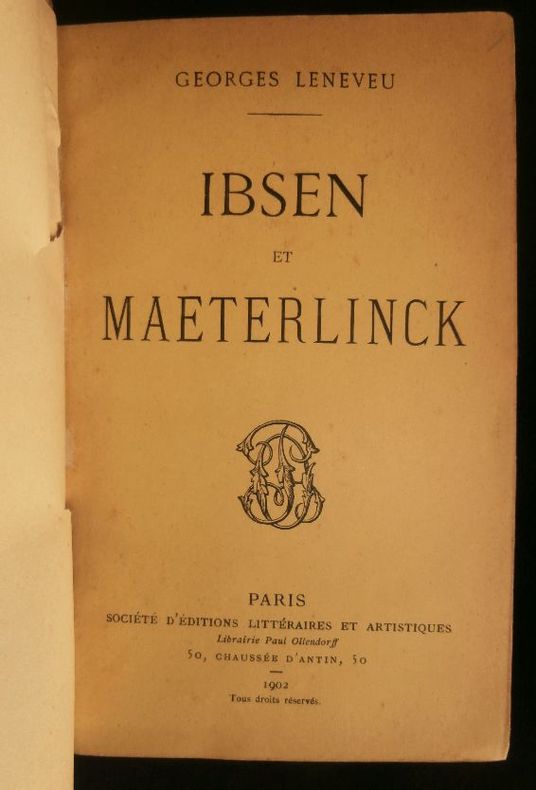 GEORGES LENEVEU
IBSEN
ET
MAETERLINCK
PARIS
SOCIÉTÉ D'ÉDITIONS LITTÉRAIRES ET ARTISTIQUES
Librairie Paul Ollendorff
50, CHAUSSÉE D'ANTIN, 50
1902
Tous droits réservés.